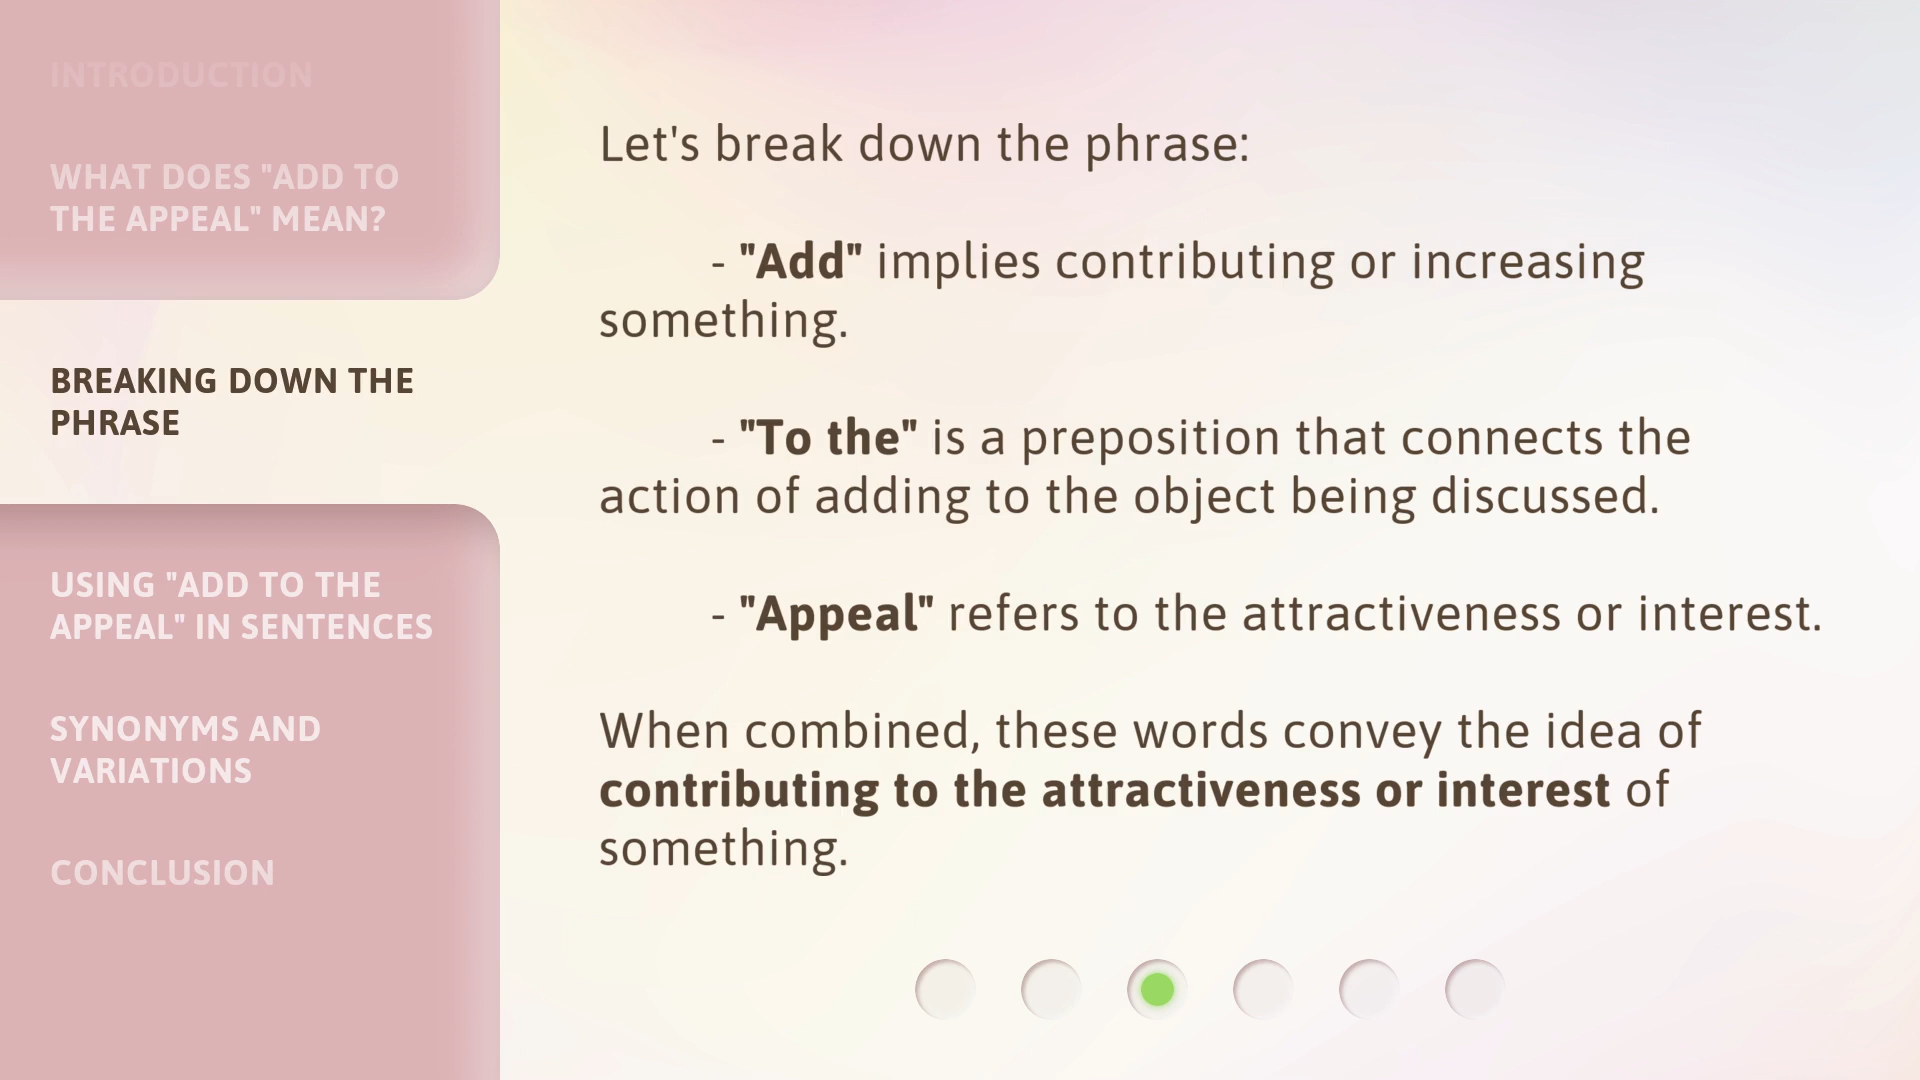 INTRODUCTION
WHAT DOES "ADD TO
THE APPEAL" MEAN?
BREAKING DOWN THE
PHRASE
USING "ADD TO THE
APPEAL" IN SENTENCES
SYNONYMS AND
VARIATIONS
CONCLUSION
Let's break down the phrase:
- "Add" implies contributing or increasing
something.
- "To the" is a preposition that connects the
action of adding to the object being discussed.
- "Appeal" refers to the attractiveness or interest.
When combined, these words convey the idea of
contributing to the attractiveness or interest of
something.